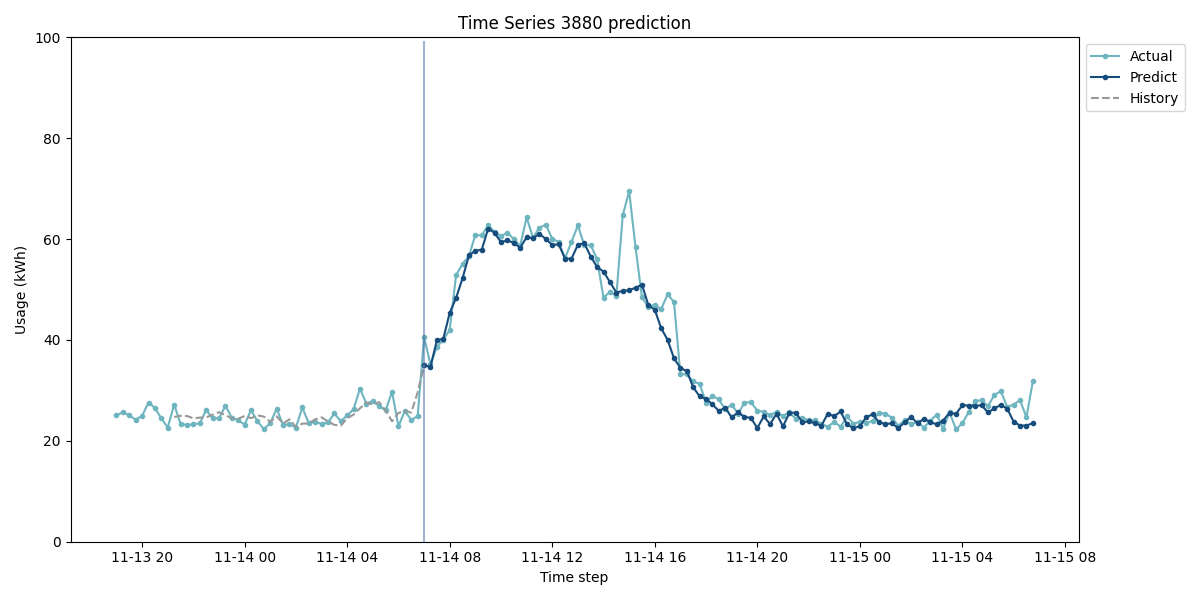 Time Series 3880 prediction
100
80
60
40
20
0
Usage (kWh)
11-13 20
11-14 00
11-14 04
11-14 08
11-14 12
11-14 16
11-14 20
11-15 00
11-15 04
11-15 08
Time step
Actual
Predict
History